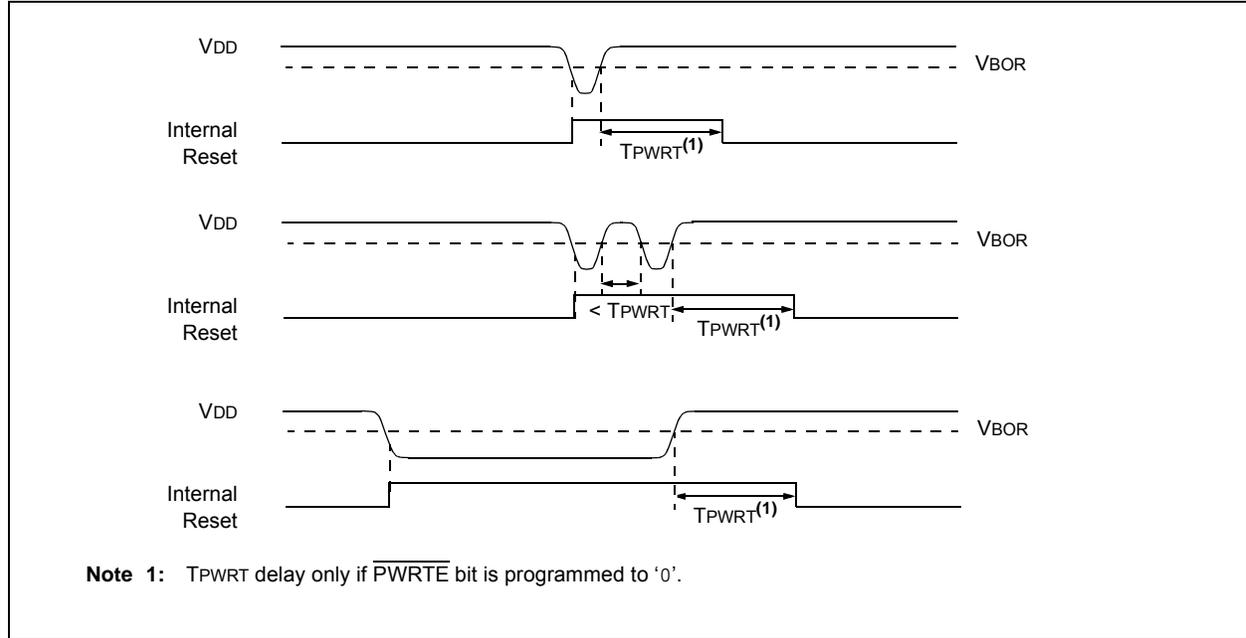 VDD
VBOR
Internal
Reset
TPWRT(1)
VDD
VBOR
Internal
Reset
< TPWRT
TPWRT(1)
VDD
VBOR
Internal
Reset
TPWRT(1)
Note 1: TPWRT delay only if PWRTE bit is programmed to ‘0’.